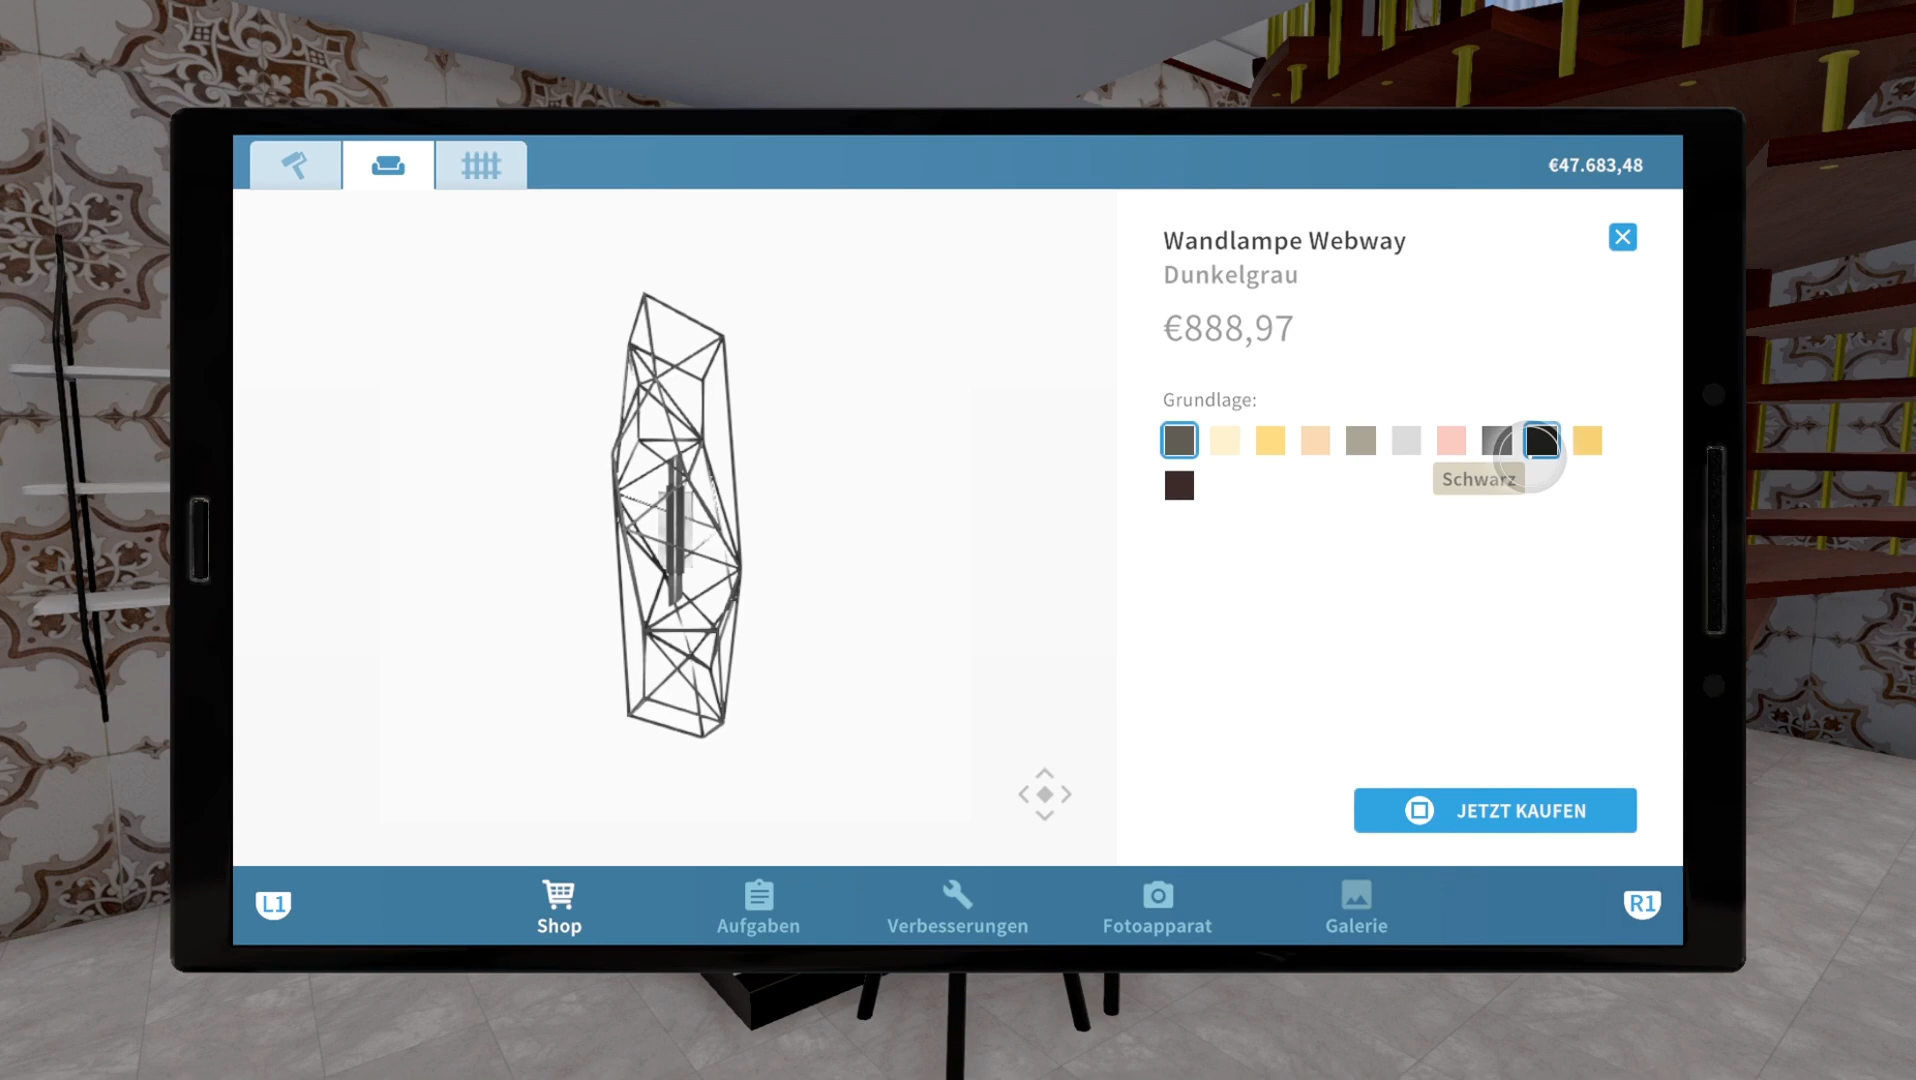 €47.683,48
Wandlampe Webway
Dunkelgrau
€888,97
Grundlage:
Schwarz
JETZT KAUFEN
L1
Shop
Aufgaben
Verbesserungen
Fotoapparat
Galerie
R1